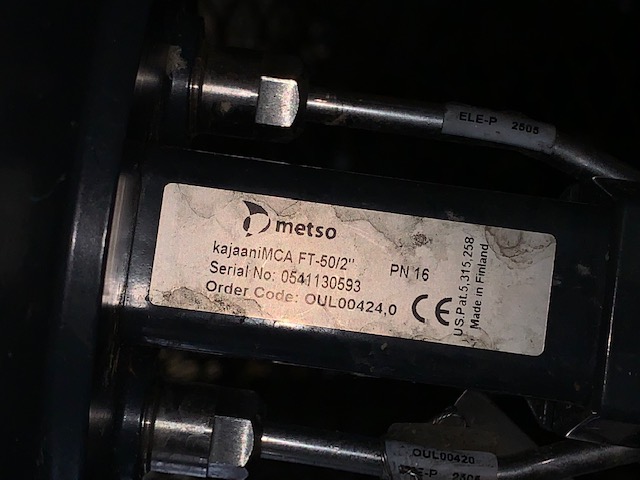 ELE-P 2505
metso
kajaaniMCA FT-50/2"
PN 16
Serial No: 0541130593
Order Code: OUL00424,0
CE
U.S.Pat.5,315,258
Made in Finland
OUL00420
ELE-P 2505